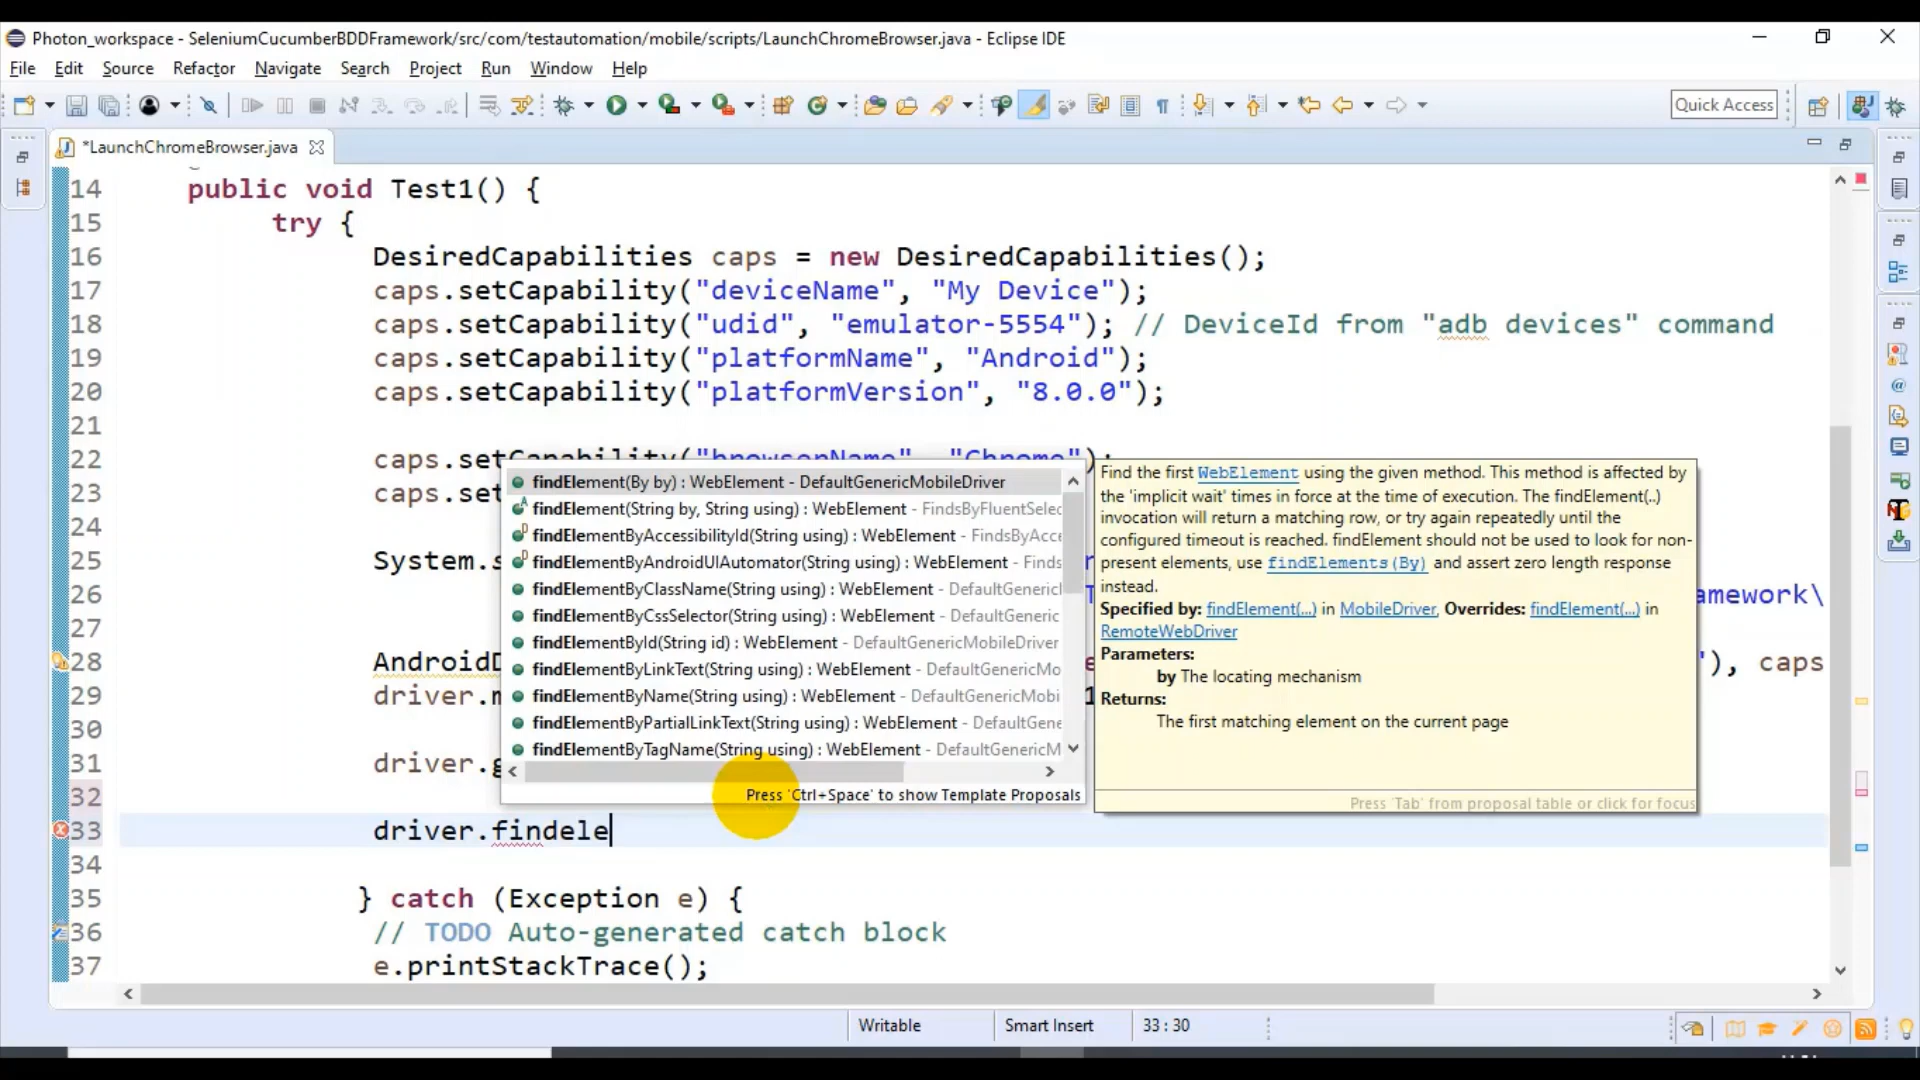 Photon_workspace - SeleniumCucumberBDDFramework/src/com/testautomation/mobile/scripts/LaunchChromeBrowser.java - Eclipse IDE
File Edit Source Refactor Navigate Search Project Run Window Help
Quick Access
*LaunchChromeBrowser.java
14 public void Test1() {
15 try {
16 DesiredCapabilities caps = new DesiredCapabilities();
17 caps.setCapability("deviceName", "My Device");
18 caps.setCapability("udid", "emulator-5554"); // DeviceId from "adb devices" command
19 caps.setCapability("platformName", "Android");
20 caps.setCapability("platformVersion", "8.0.0");
21
22 caps.setCapability("browserName", "Chrome");
23 caps.set
24
25 System.s
26 amework\
27
28 AndroidD "), caps
29 driver.m
30
31 driver.g
32
33 driver.findele
34
35 } catch (Exception e) {
36 // TODO Auto-generated catch block
37 e.printStackTrace();
findElement(By by) : WebElement - DefaultGenericMobileDriver
findElement(String by, String using) : WebElement - FindsByFluentSelec
findElementByAccessibilityId(String using) : WebElement - FindsByAcce
findElementByAndroidUIAutomator(String using) : WebElement - Finds
findElementByClassName(String using) : WebElement - DefaultGeneric
findElementByCssSelector(String using) : WebElement - DefaultGeneric
findElementById(String id) : WebElement - DefaultGenericMobileDriver
findElementByLinkText(String using) : WebElement - DefaultGenericMo
findElementByName(String using) : WebElement - DefaultGenericMobi
findElementByPartialLinkText(String using) : WebElement - DefaultGene
findElementByTagName(String using) : WebElement - DefaultGenericM
Press 'Ctrl+Space' to show Template Proposals
Find the first WebElement using the given method. This method is affected by
the 'implicit wait' times in force at the time of execution. The findElement(..)
invocation will return a matching row, or try again repeatedly until the
configured timeout is reached. findElement should not be used to look for non-
present elements, use findElements(By) and assert zero length response
instead.
Specified by: findElement(...) in MobileDriver, Overrides: findElement(...) in
RemoteWebDriver
Parameters:
by The locating mechanism
Returns:
The first matching element on the current page
Press 'Tab' from proposal table or click for focus
Writable Smart Insert 33 : 30